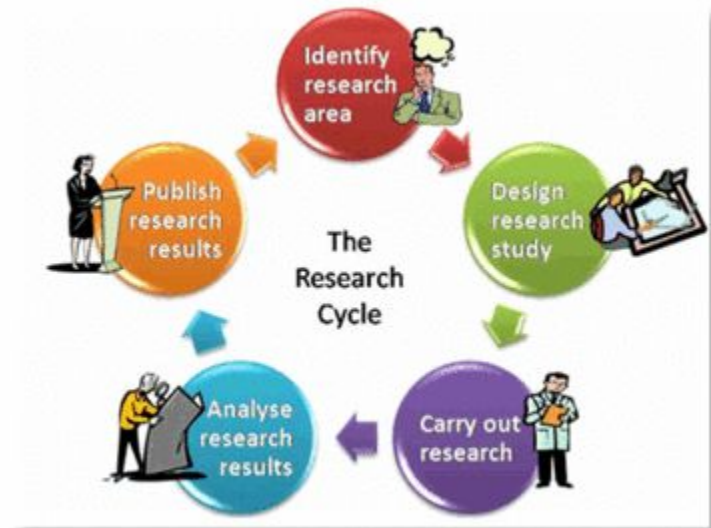 Identify
research
area
Design
research
study
Carry out
research
Analyse
research
results
Publish
research
results
The
Research
Cycle